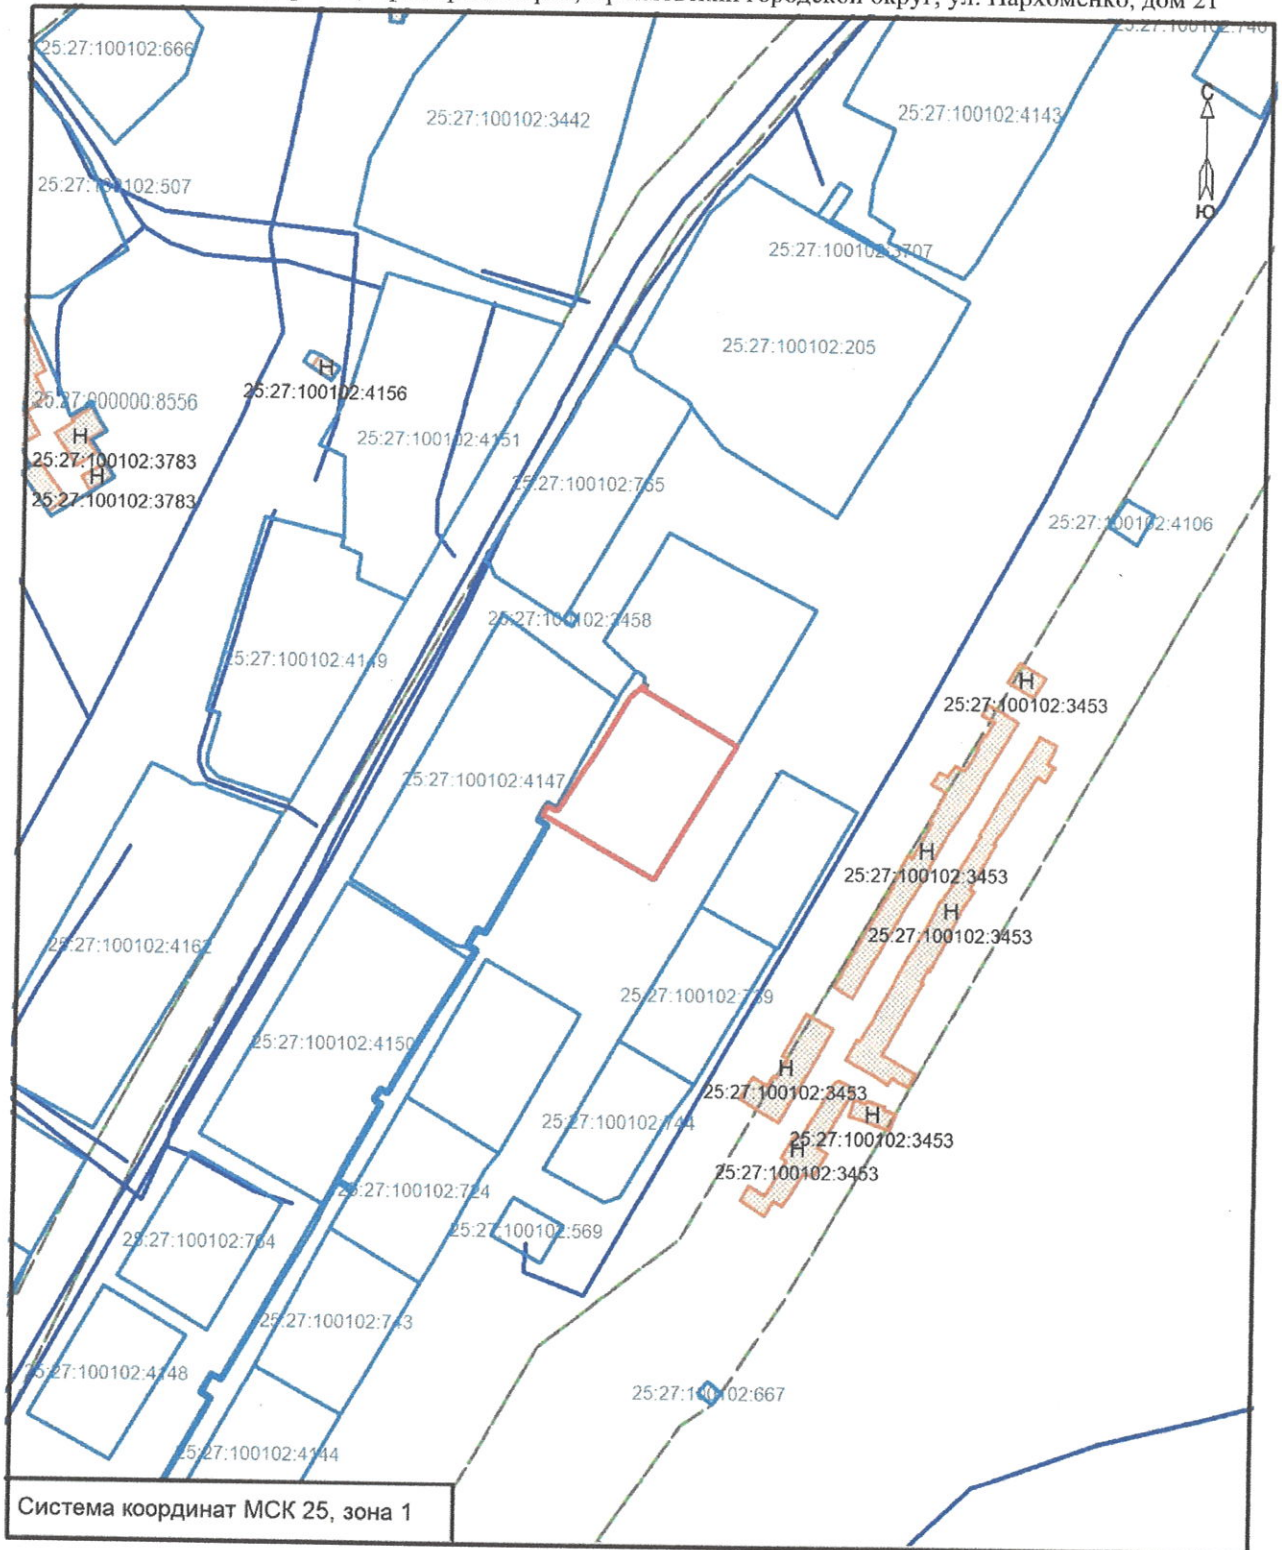 городской округ, ул. Пархоменко, дом 21
25:27:100102:740
25:27:100102:666
С
25:27:100102:3442
25:27:100102:4143
25:27:100102:507
Ю
25:27:100102:3707
25:27:100102:205
Н
25:27:100102:4156
25:27:000000:8556
Н
25:27:100102:4151
25:27:100102:3783
Н
25:27:100102:765
25:27:100102:3783
25:27:100102:4106
25:27:100102:3458
25:27:100102:4149
Н
25:27:100102:3453
25:27:100102:4147
Н
25:27:100102:3453
Н
25:27:100102:3453
25:27:100102:4162
25:27:100102:739
25:27:100102:4150
Н
25:27:100102:3453
Н
25:27:100102:744
25:27:100102:3453
Н
25:27:100102:3453
25:27:100102:724
25:27:100102:569
25:27:100102:764
25:27:100102:743
25:27:100102:4148
25:27:100102:667
25:27:100102:4144
Система координат МСК 25, зона 1